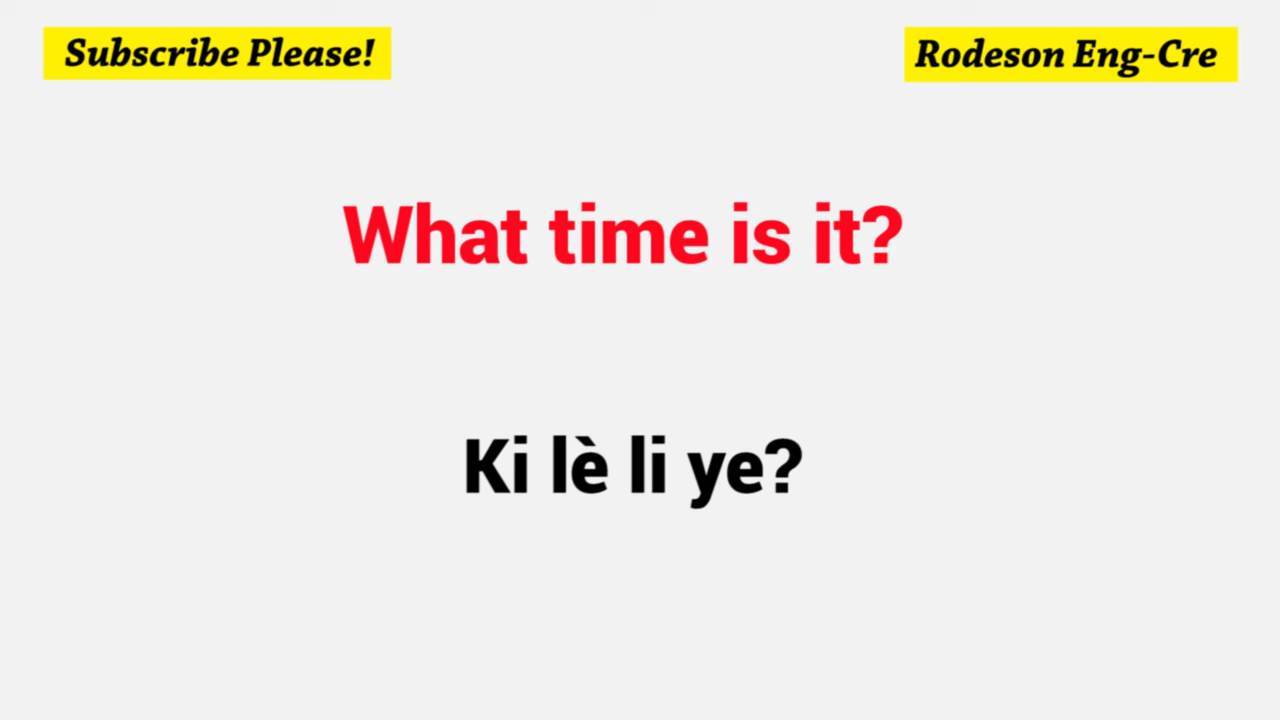 Subscribe Please!
Rodeson Eng-Cre
What time is it?
Ki lè li ye?